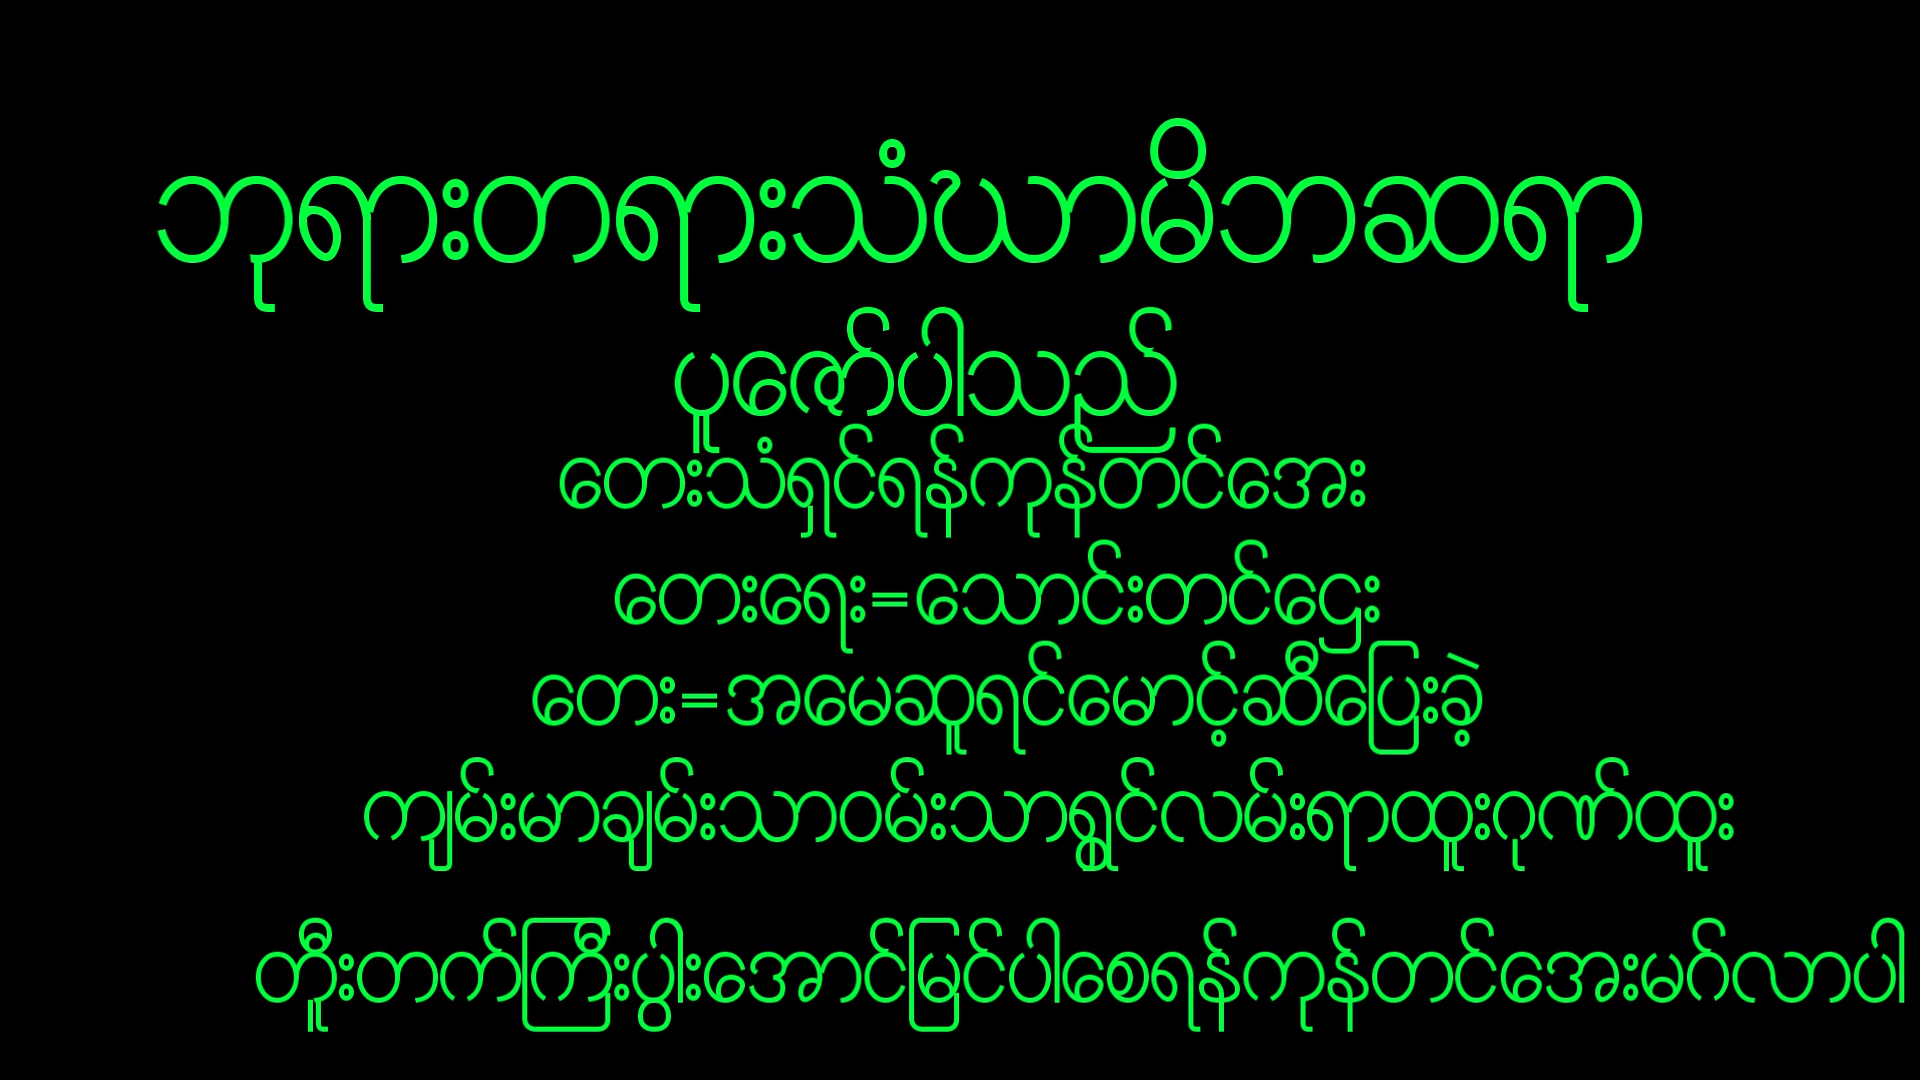 ဘုရားတရားသံဃာမိဘဆရာ
ပူဇော်ပါသည်
တေးသံရှင်ရန်ကုန်တင်အေး
တေးရေး=သောင်းတင်ဌေး
တေး=အမေဆူရင်မောင့်ဆီပြေးခဲ့
ကျမ်းမာချမ်းသာဝမ်းသာရွှင်လမ်းရာထူးဂုဏ်ထူး
တိူးတက်ကြီးပွါးအောင်မြင်ပါစေရန်ကုန်တင်အေးမင်္ဂလာပါ